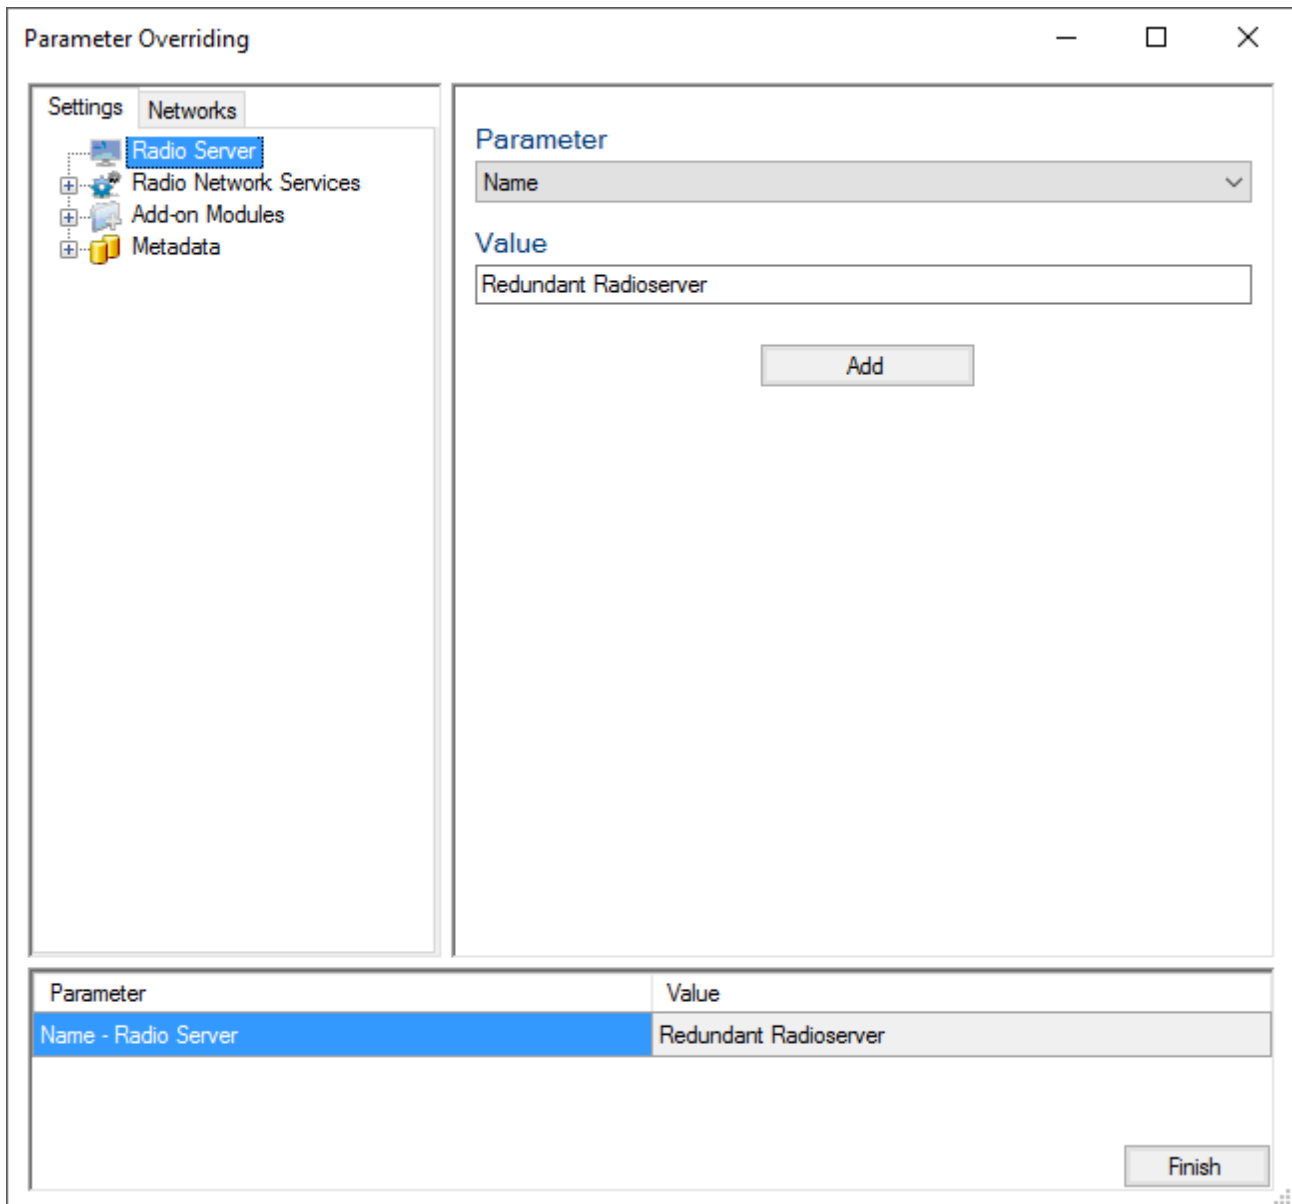 Parameter Overriding
Settings Networks
Radio Server
Radio Network Services
Add-on Modules
Metadata
Parameter
Name
Value
Redundant Radioserver
Add
Parameter Value
Name - Radio Server Redundant Radioserver
Finish